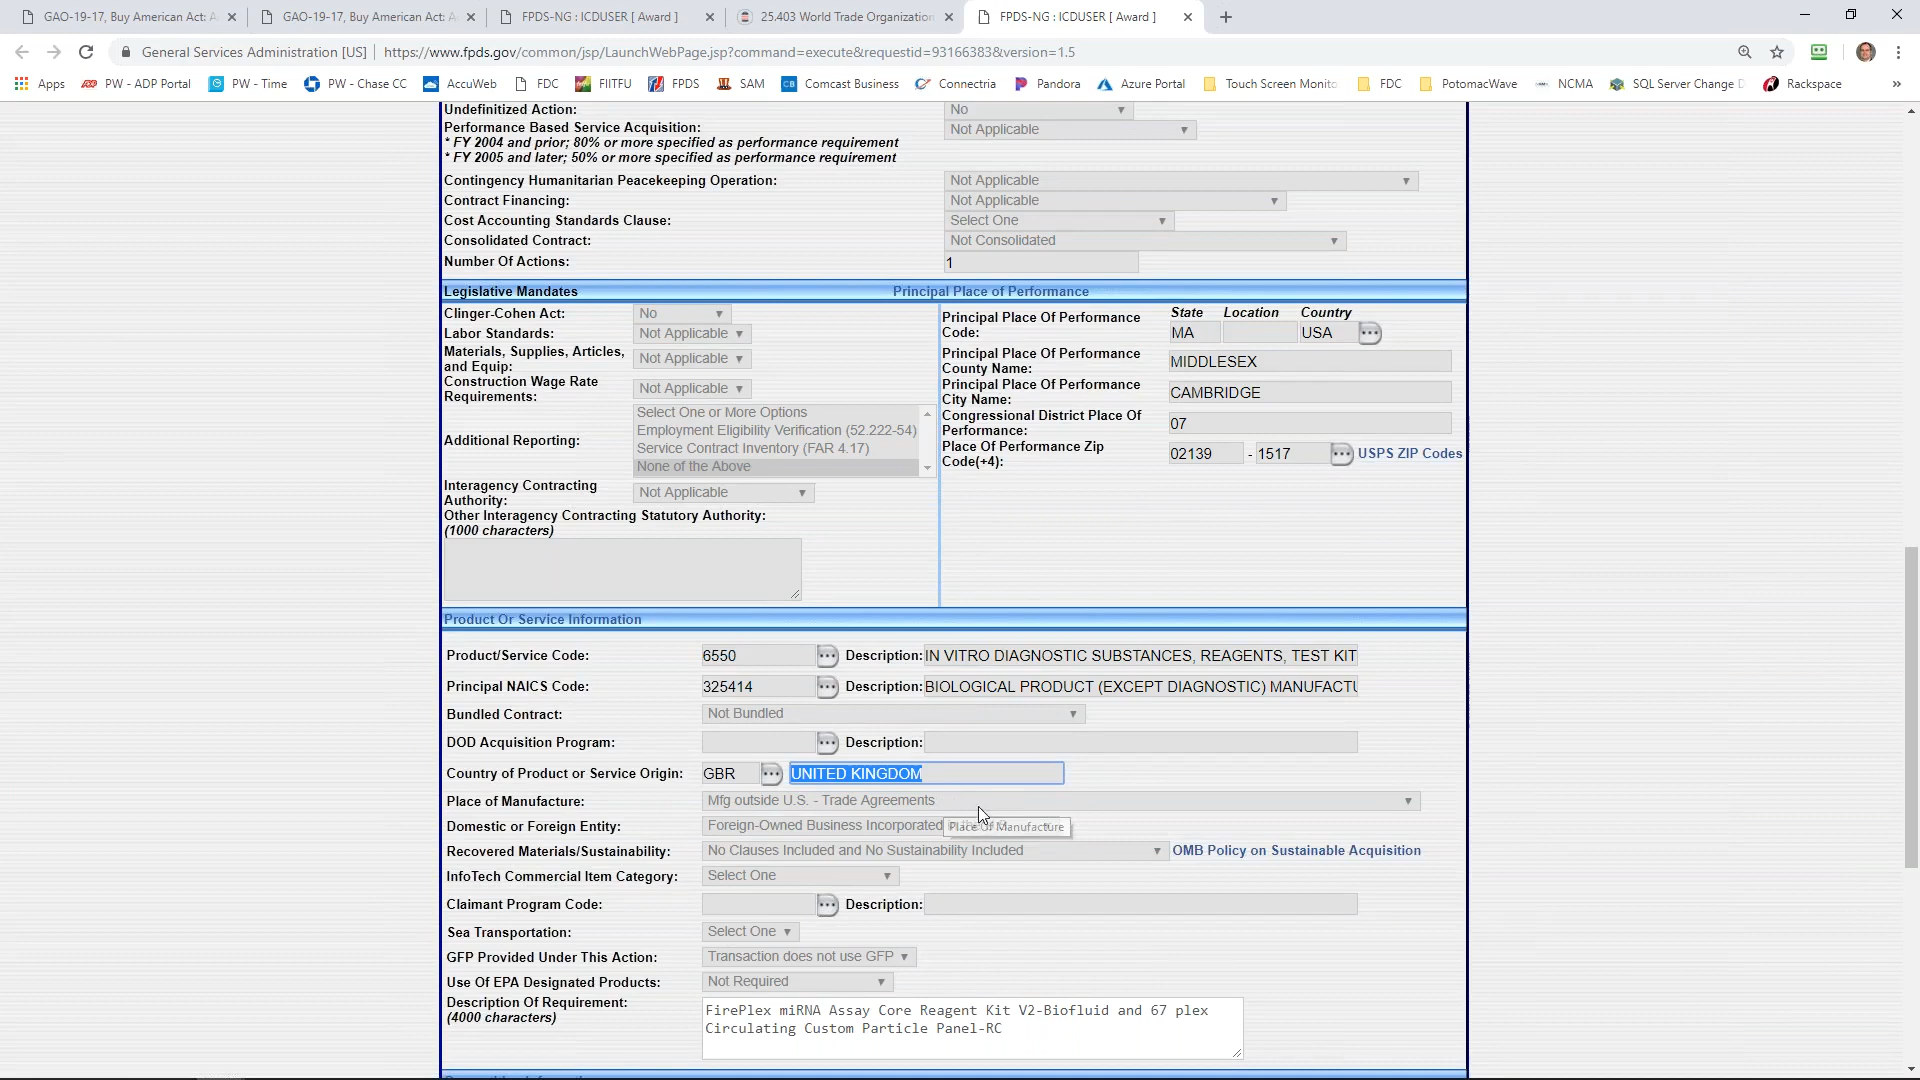 GAO-19-17, Buy American Act: A
GAO-19-17, Buy American Act: A
FPDS-NG : ICDUSER [ Award ]
25.403 World Trade Organization
FPDS-NG : ICDUSER [ Award ]
General Services Administration [US] | https://www.fpds.gov/common/jsp/LaunchWebPage.jsp?command=execute&requestid=93166383&version=1.5
Apps
PW - ADP Portal
PW - Time
PW - Chase CC
AccuWeb
FDC
FIITFU
FPDS
SAM
Comcast Business
Connectria
Pandora
Azure Portal
Touch Screen Monito
FDC
PotomacWave
NCMA
SQL Server Change D
Rackspace
»
Undefinitized Action: No
Performance Based Service Acquisition: Not Applicable
* FY 2004 and prior; 80% or more specified as performance requirement
* FY 2005 and later; 50% or more specified as performance requirement
Contingency Humanitarian Peacekeeping Operation: Not Applicable
Contract Financing: Not Applicable
Cost Accounting Standards Clause: Select One
Consolidated Contract: Not Consolidated
Number Of Actions: 1
Legislative Mandates
Principal Place of Performance
Clinger-Cohen Act: No
Labor Standards: Not Applicable
Materials, Supplies, Articles,
and Equip: Not Applicable
Construction Wage Rate
Requirements: Not Applicable
Additional Reporting:
Select One or More Options
Employment Eligibility Verification (52.222-54)
Service Contract Inventory (FAR 4.17)
None of the Above
Interagency Contracting
Authority: Not Applicable
Other Interagency Contracting Statutory Authority:
(1000 characters)
State Location Country
Principal Place Of Performance
Code: MA USA
Principal Place Of Performance
County Name: MIDDLESEX
Principal Place Of Performance
City Name: CAMBRIDGE
Congressional District Place Of
Performance: 07
Place Of Performance Zip
Code(+4): 02139 - 1517 USPS ZIP Codes
Product Or Service Information
Product/Service Code: 6550 Description: IN VITRO DIAGNOSTIC SUBSTANCES, REAGENTS, TEST KIT
Principal NAICS Code: 325414 Description: BIOLOGICAL PRODUCT (EXCEPT DIAGNOSTIC) MANUFACTU
Bundled Contract: Not Bundled
DOD Acquisition Program: Description:
Country of Product or Service Origin: GBR UNITED KINGDOM
Place of Manufacture: Mfg outside U.S. - Trade Agreements
Domestic or Foreign Entity: Foreign-Owned Business Incorporated
Place Of Manufacture
Recovered Materials/Sustainability: No Clauses Included and No Sustainability Included OMB Policy on Sustainable Acquisition
InfoTech Commercial Item Category: Select One
Claimant Program Code: Description:
Sea Transportation: Select One
GFP Provided Under This Action: Transaction does not use GFP
Use Of EPA Designated Products: Not Required
Description Of Requirement:
(4000 characters)
FirePlex miRNA Assay Core Reagent Kit V2-Biofluid and 67 plex
Circulating Custom Particle Panel-RC